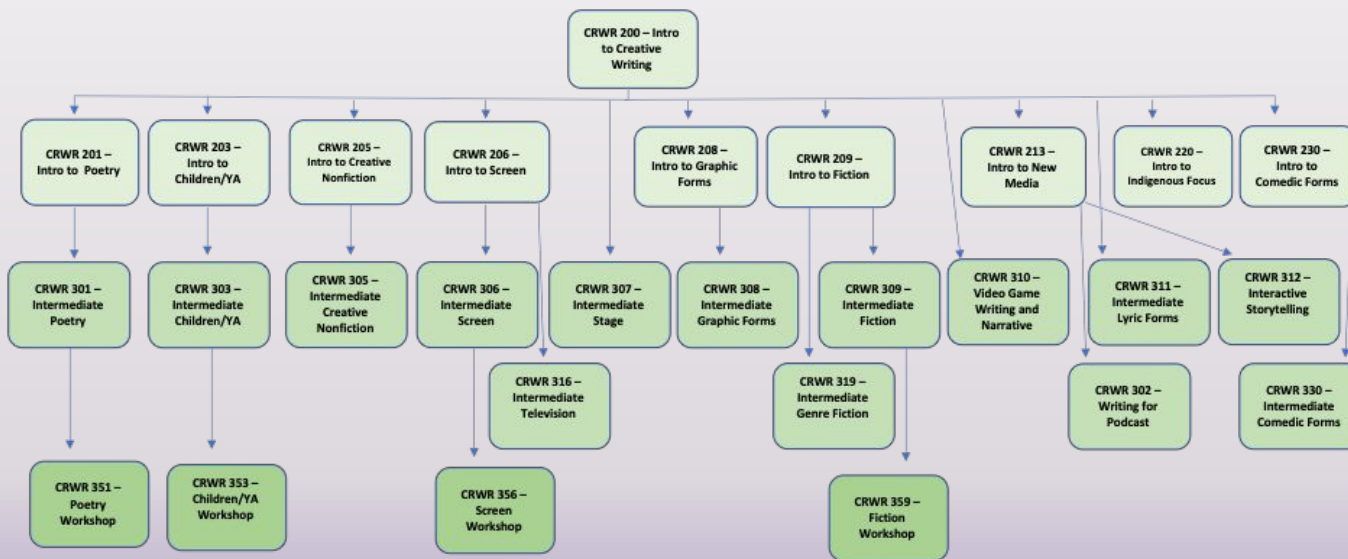 CRWR 200 – Intro
to Creative
Writing
CRWR 201 –
Intro to Poetry
CRWR 203 –
Intro to
Children/YA
CRWR 205 –
Intro to Creative
Nonfiction
CRWR 206 –
Intro to Screen
CRWR 208 –
Intro to Graphic
Forms
CRWR 209 –
Intro to Fiction
CRWR 213 –
Intro to New
Media
CRWR 220 –
Intro to
Indigenous Focus
CRWR 230 –
Intro to
Comedic Forms
CRWR 301 –
Intermediate
Poetry
CRWR 303 –
Intermediate
Children/YA
CRWR 305 –
Intermediate
Creative
Nonfiction
CRWR 306 –
Intermediate
Screen
CRWR 307 –
Intermediate
Stage
CRWR 308 –
Intermediate
Graphic Forms
CRWR 309 –
Intermediate
Fiction
CRWR 310 –
Video Game
Writing and
Narrative
CRWR 311 –
Intermediate
Lyric Forms
CRWR 312 –
Interactive
Storytelling
CRWR 316 –
Intermediate
Television
CRWR 319 –
Intermediate
Genre Fiction
CRWR 302 –
Writing for
Podcast
CRWR 330 –
Intermediate
Comedic Forms
CRWR 351 –
Poetry
Workshop
CRWR 353 –
Children/YA
Workshop
CRWR 356 –
Screen
Workshop
CRWR 359 –
Fiction
Workshop